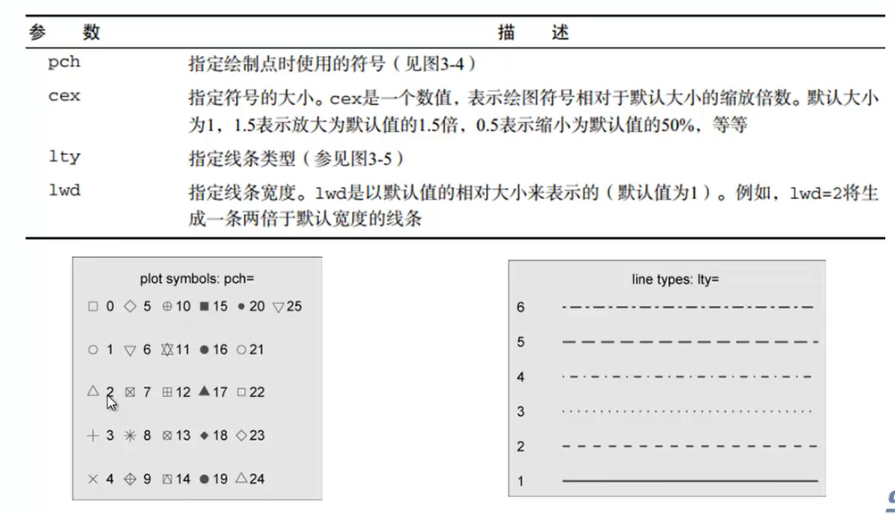 参 数 描 述
pch 指定绘制点时使用的符号（见图3-4）
cex 指定符号的大小。cex是一个数值，表示绘图符号相对于默认大小的缩放倍数。默认大小
为1，1.5表示放大为默认值的1.5倍，0.5表示缩小为默认值的50%，等等
lty 指定线条类型（参见图3-5）
lwd 指定线条宽度。lwd是以默认值的相对大小来表示的（默认值为1）。例如，lwd=2将生
成一条两倍于默认宽度的线条
plot symbols: pch=
0 5 10 15 20 25
1 6 11 16 21
2 7 12 17 22
3 8 13 18 23
4 9 14 19 24
line types: lty=
6
5
4
3
2
1